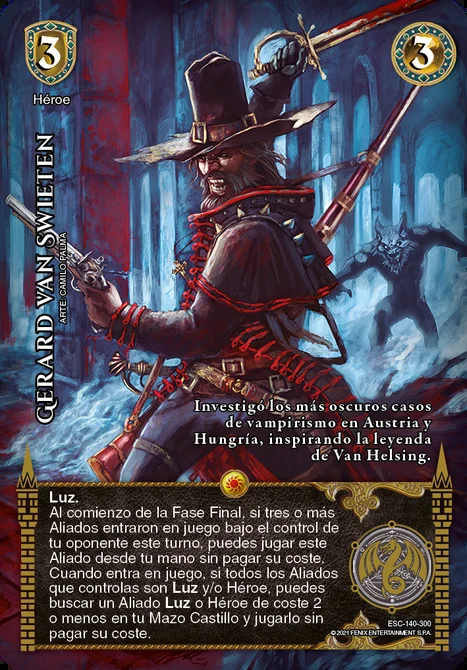 3
3
Héroe
GERARD VAN SWIETEN
ARTE: CAMILO PALMA
Investigó los más oscuros casos
de vampirismo en Austria y
Hungría, inspirando la leyenda
de Van Helsing.
Luz.
Al comienzo de la Fase Final, si tres o más
Aliados entraron en juego bajo el control de
tu oponente este turno, puedes jugar este
Aliado desde tu mano sin pagar su coste.
Cuando entra en juego, si todos los Aliados
que controlas son Luz y/o Héroe, puedes
buscar un Aliado Luz o Héroe de coste 2
o menos en tu Mazo Castillo y jugarlo sin
pagar su coste.
ESC-140-300
©2021 FENIX ENTERTAINMENT S.P.A.